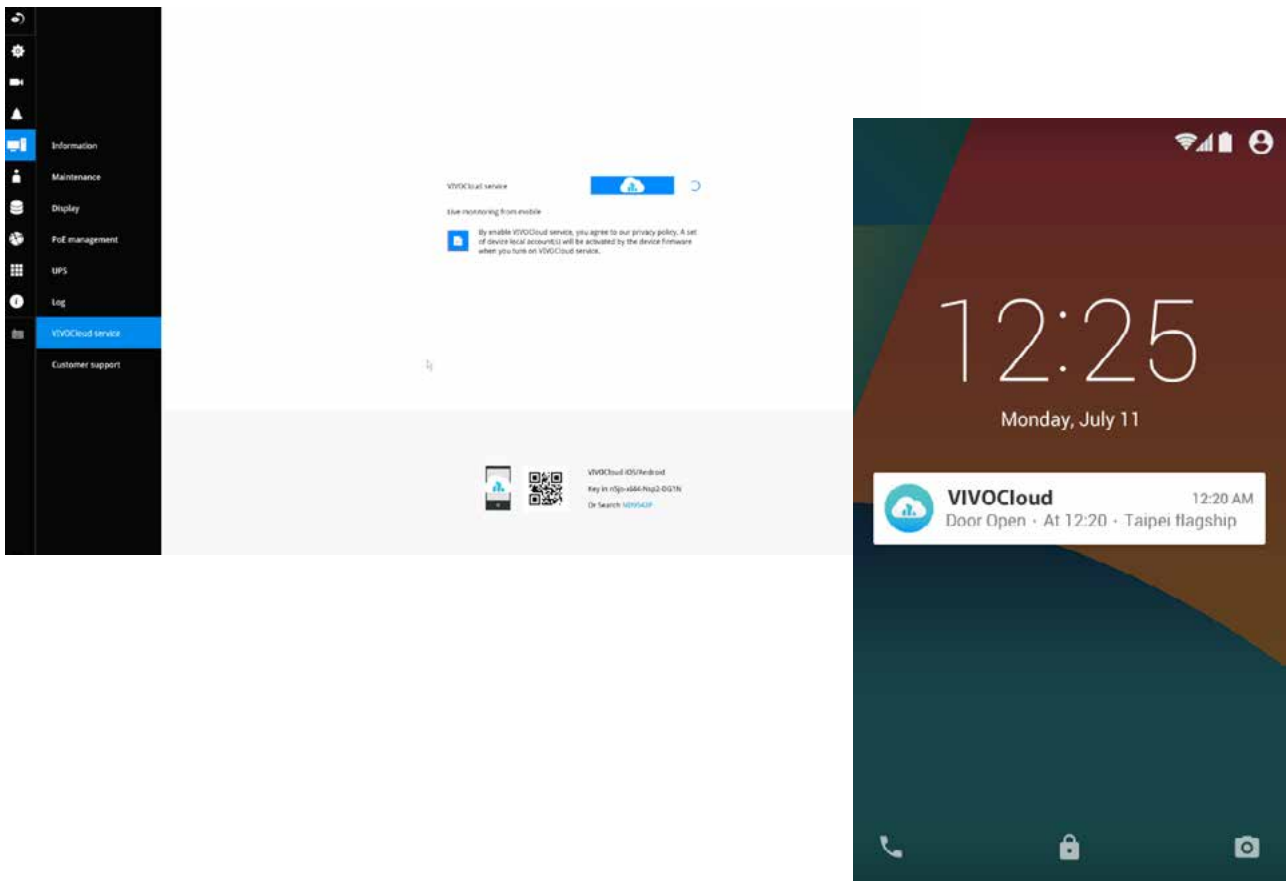 Information
Maintenance
Display
PoE management
UPS
Log
VIVOCloud service
Customer support
VIVOCloud service
Live monitoring from mobile
By enable VIVOCloud service, you agree to our privacy policy. A set
of device local account(s) will be activated by the device firmware
when you turn on VIVOCloud service.
VIVOCloud iOS/Android
Key in
Or Search
12:25
Monday, July 11
VIVOCloud 12:20 AM
Door Open • At 12:20 • Taipei flagship